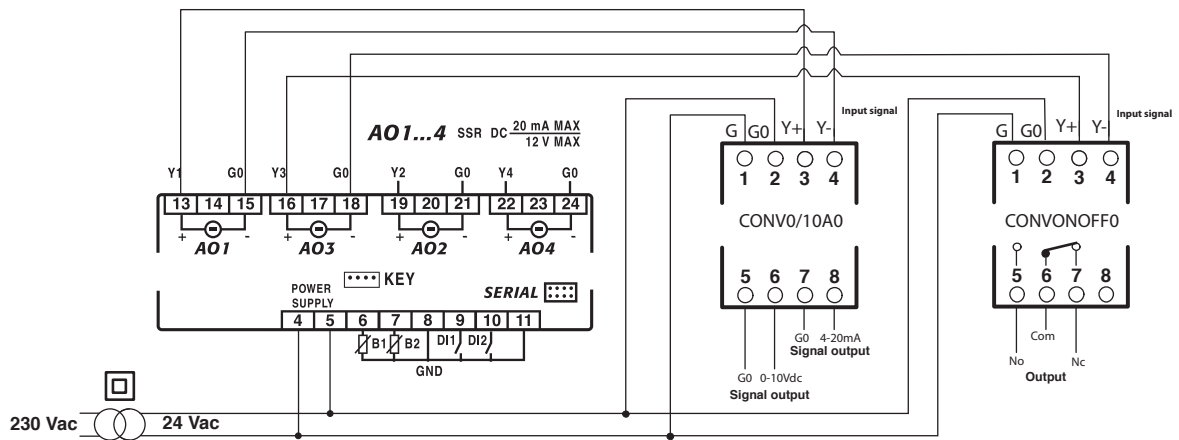 Input signal
Input signal
AO1...4 SSR DC 20 mA MAX
12 V MAX
G G0 Y+ Y-
G G0 Y+ Y-
Y1 G0 Y3 G0 Y2 G0 Y4 G0
1 2 3 4
1 2 3 4
13 14 15 16 17 18 19 20 21 22 23 24
CONV0/10A0
CONVONOFF0
+ - + - + - + -
AO1 AO3 AO2 AO4
KEY
5 6 7 8
5 6 7 8
POWER
SUPPLY
SERIAL
4 5 6 7 8 9 10 11
B1 B2 DI1 DI2
GND
G0 4-20mA
Signal output
G0 0-10Vdc
Signal output
Com
No Nc
Output
230 Vac 24 Vac